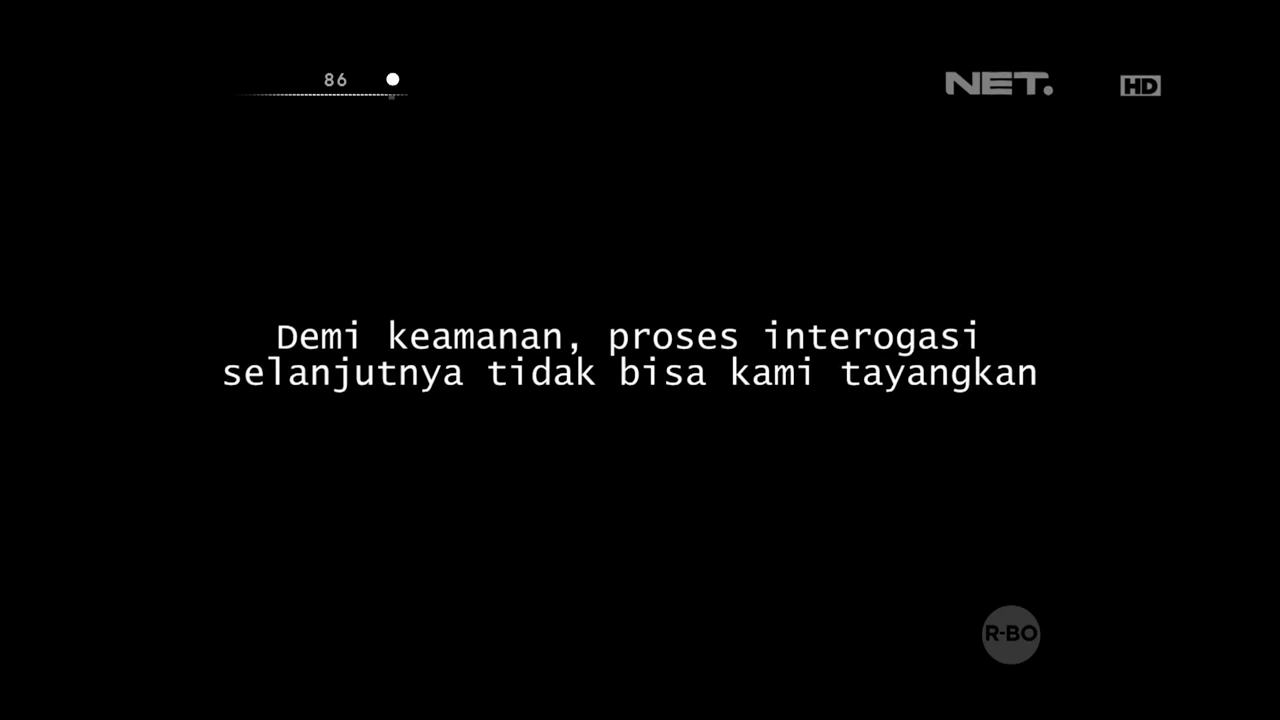 86
NET.
HD
Demi keamanan, proses interogasi
selanjutnya tidak bisa kami tayangkan
R-BO